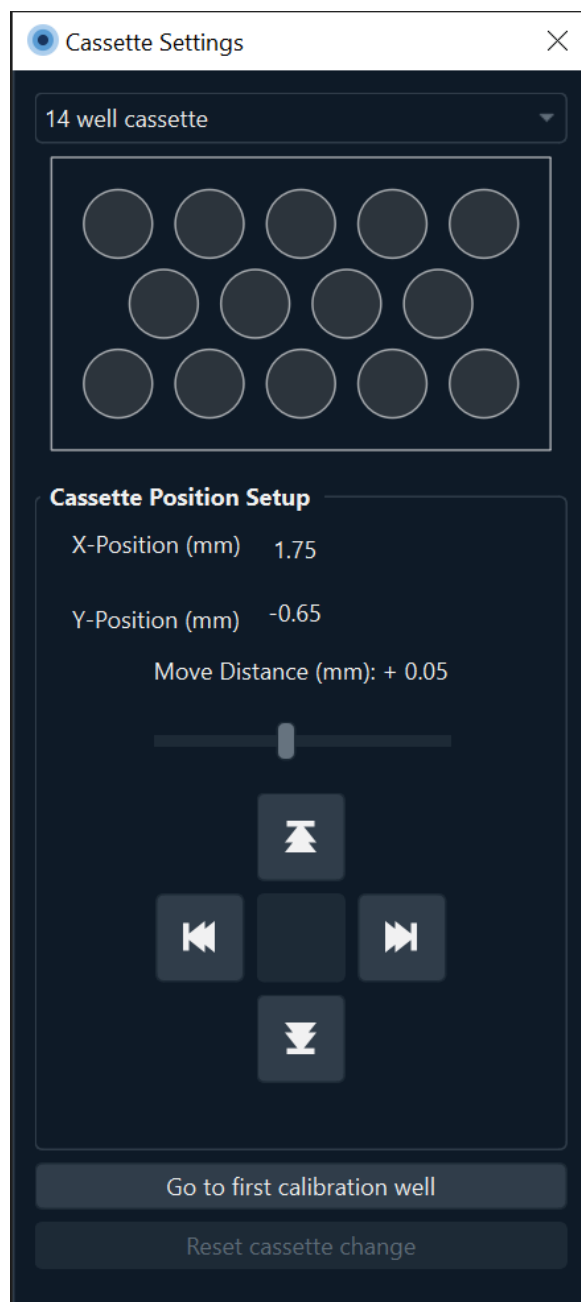 Cassette Settings
14 well cassette
Cassette Position Setup
X-Position (mm) 1.75
Y-Position (mm) -0.65
Move Distance (mm): + 0.05
Go to first calibration well
Reset cassette change